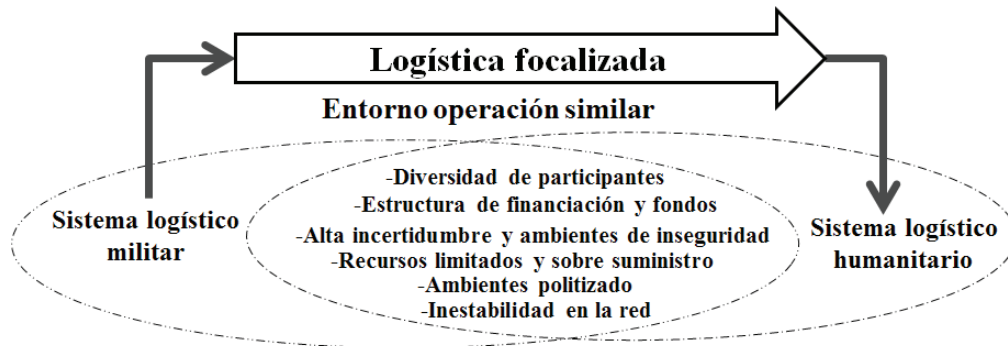 Logística focalizada
Entorno operación similar
Sistema logístico
militar
-Diversidad de participantes
-Estructura de financiación y fondos
-Alta incertidumbre y ambientes de inseguridad
-Recursos limitados y sobre suministro
-Ambientes politizado
-Inestabilidad en la red
Sistema logístico
humanitario